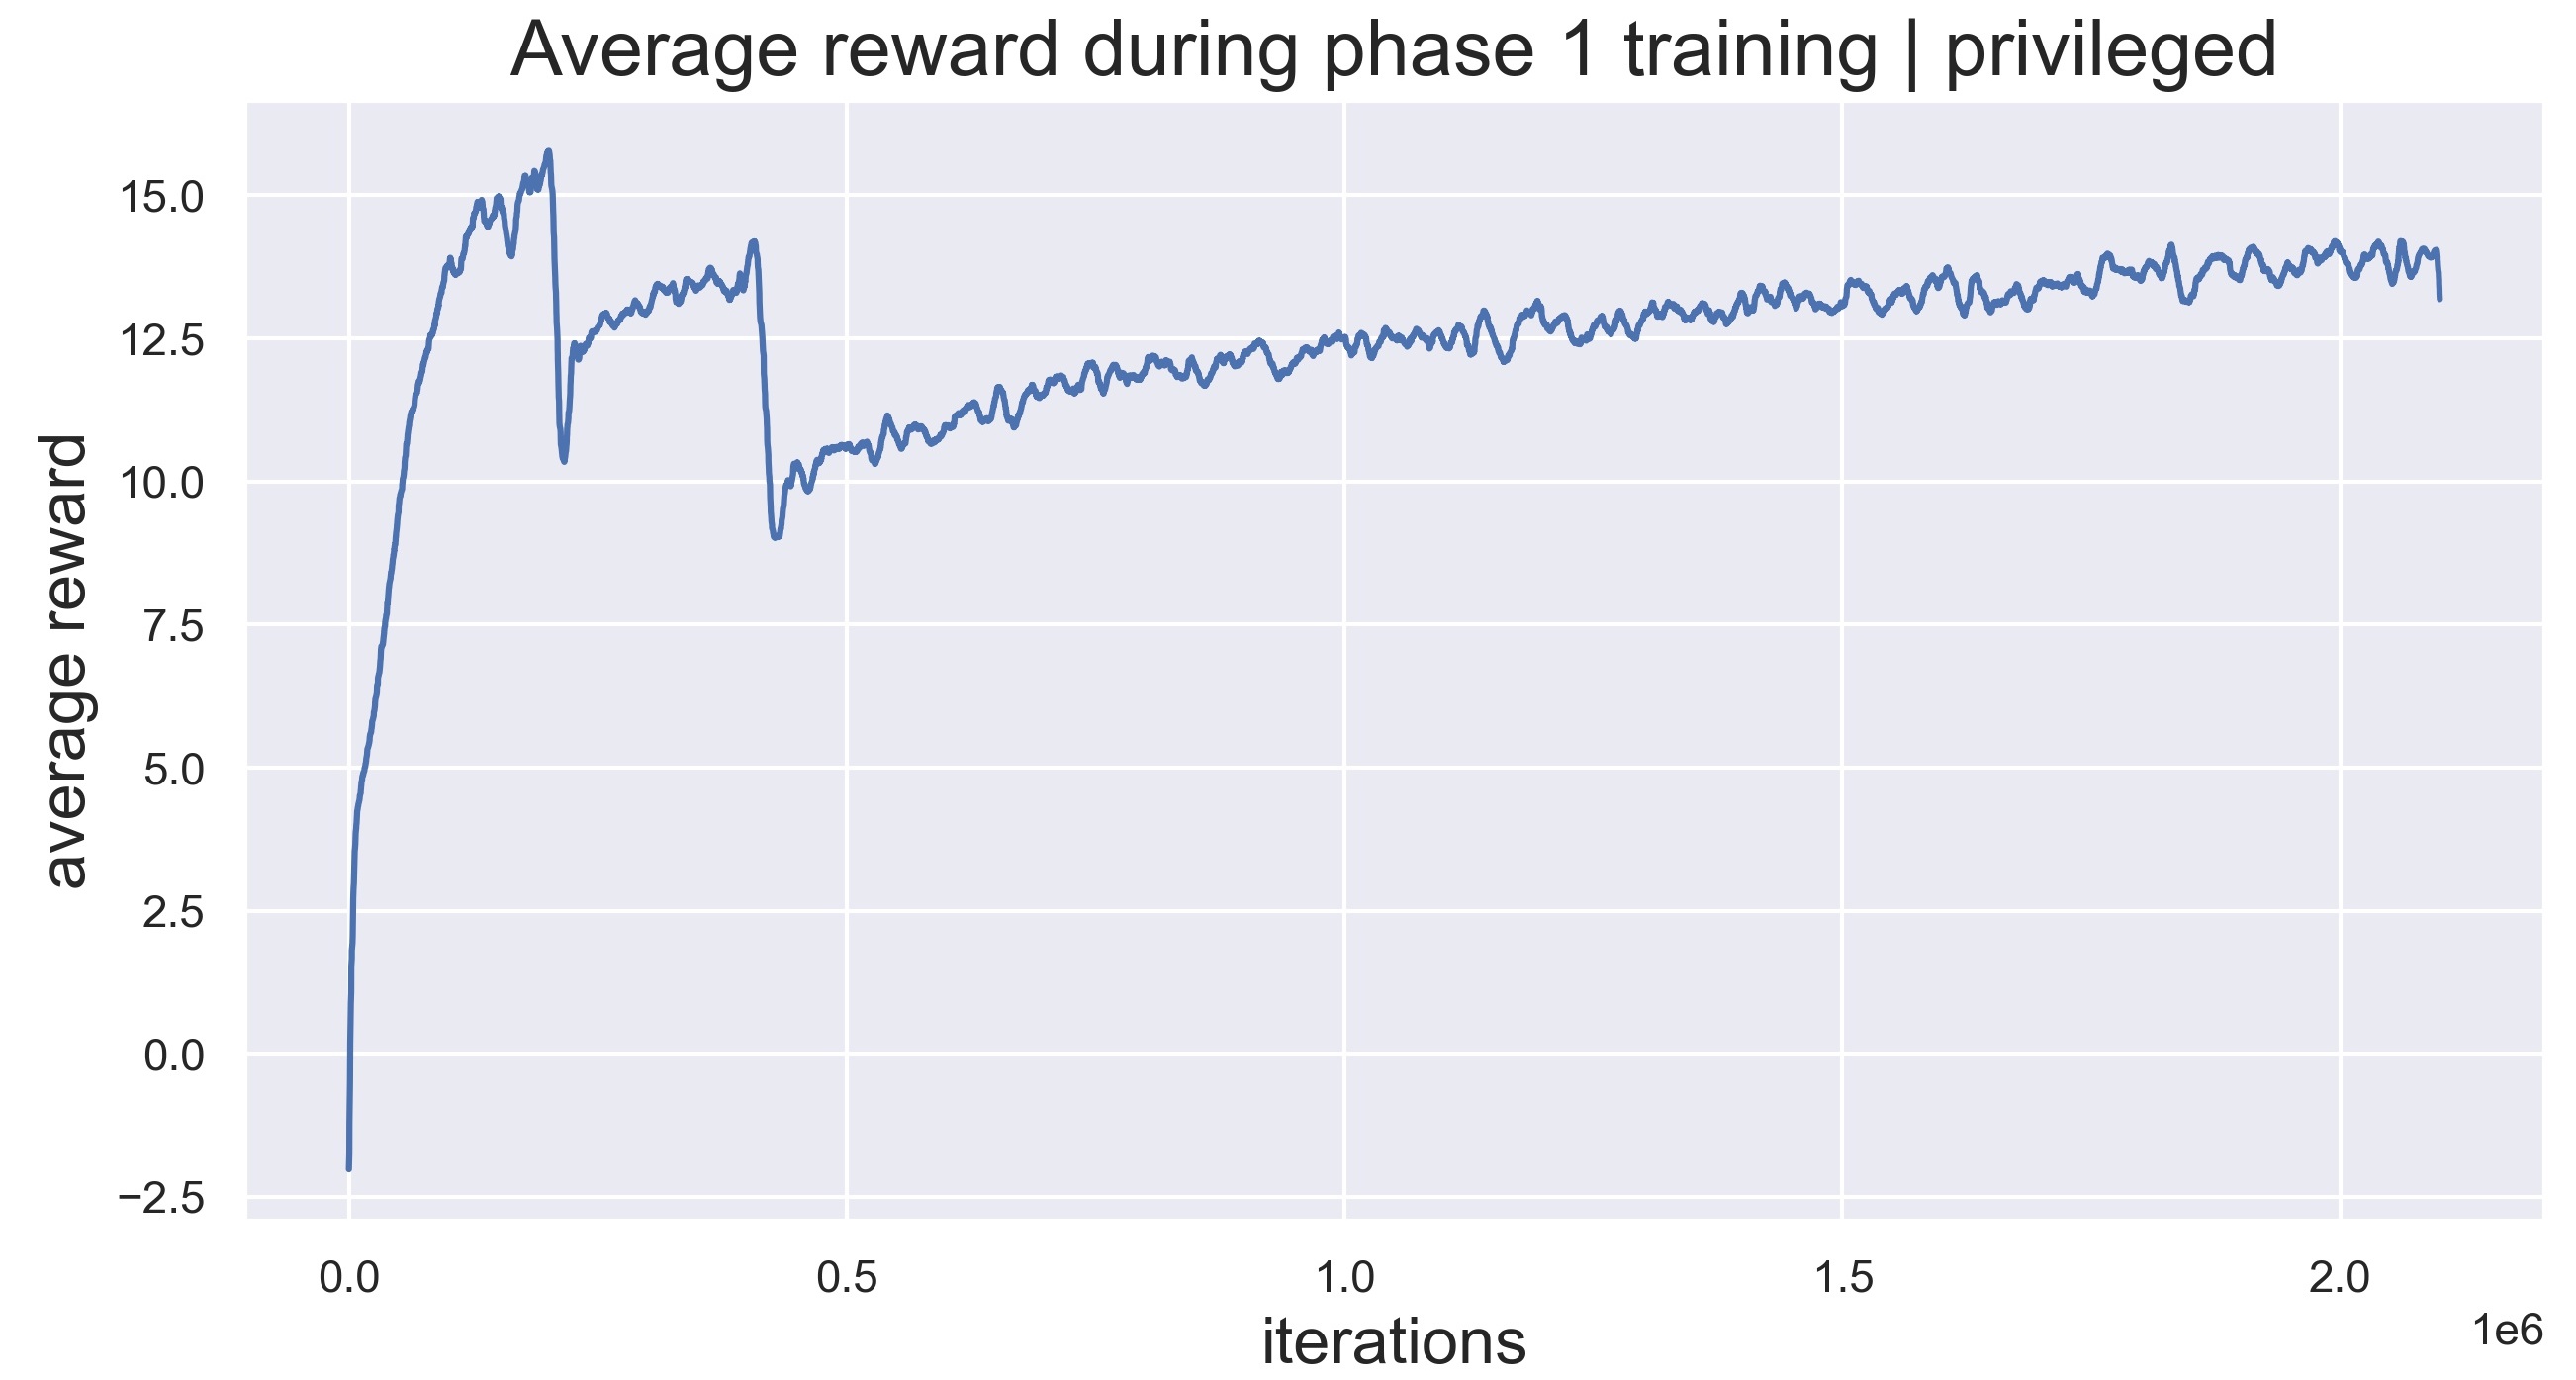 Average reward during phase 1 training | privileged
average reward
15.0
12.5
10.0
7.5
5.0
2.5
0.0
−2.5
0.0 0.5 1.0 1.5 2.0
1e6
iterations